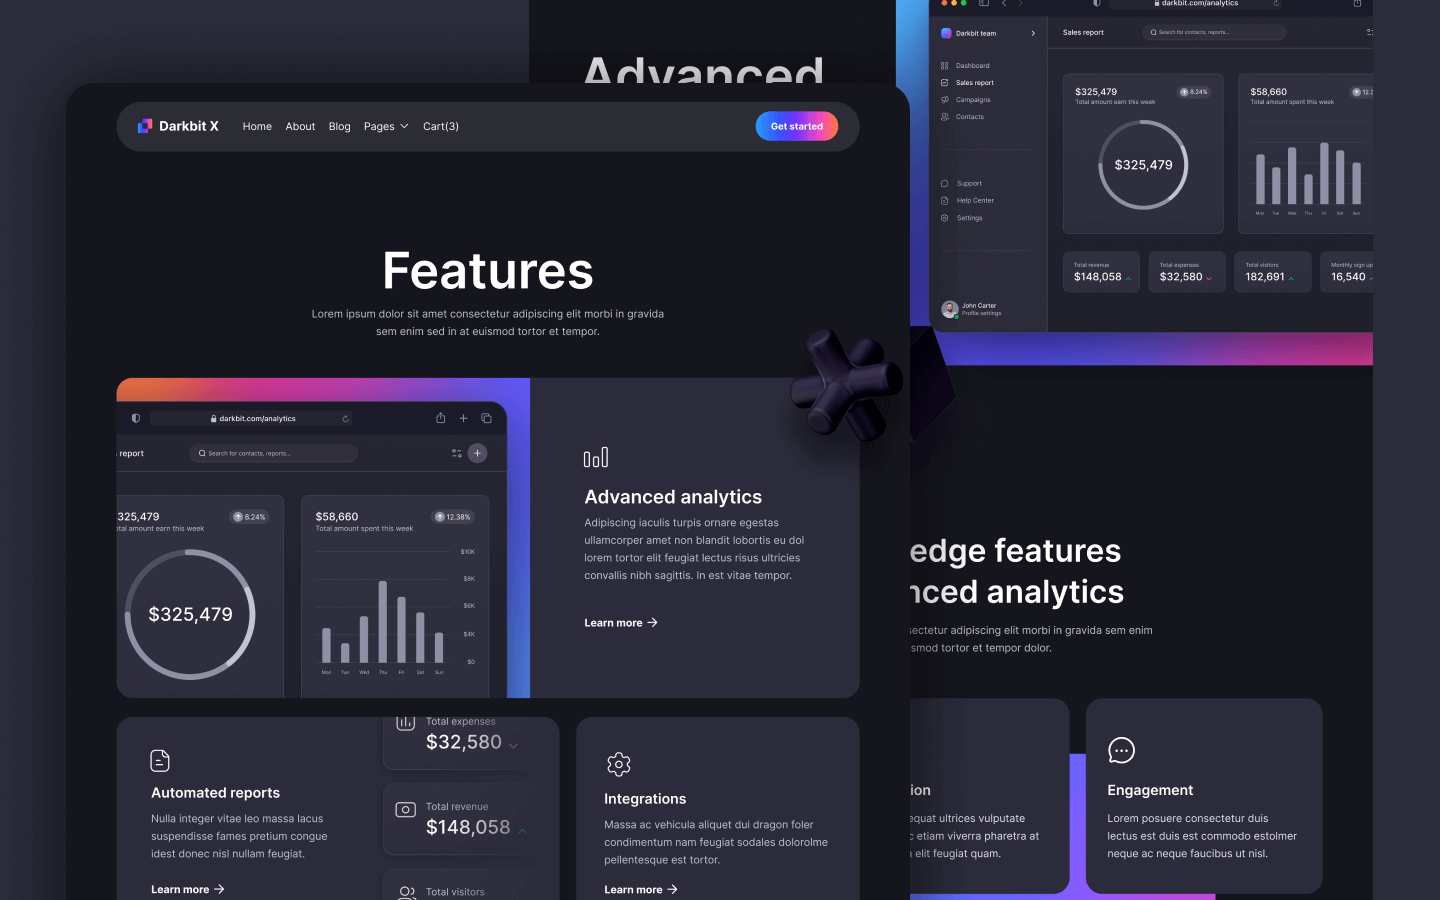 Advanced
Darkbit X
Home
About
Blog
Pages
Cart(3)
Get started
Features
Lorem ipsum dolor sit amet consectetur adipiscing elit morbi in gravida
sem enim sed in at euismod tortor et tempor.
darkbit.com/analytics
report
Search for contacts, reports...
325,479
8.24%
tal amount earn this week
$325,479
$58,660
12.38%
Total amount spent this week
$10K
$8K
$6K
$4K
$0
Mon Tue Wed Thu Fri Sat Sun
Advanced analytics
Adipiscing iaculis turpis ornare egestas
ullamcorper amet non blandit lobortis eu dol
lorem tortor elit feugiat lectus risus ultricies
convallis nibh sagittis. In est vitae tempor.
Learn more
Automated reports
Nulla integer vitae leo massa lacus
suspendisse fames pretium congue
idest donec nisl nullam feugiat.
Learn more
Total expenses
$32,580
Total revenue
$148,058
Total visitors
Integrations
Massa ac vehicula aliquet dui dragon foler
condimentum nam feugiat sodales dolorolme
pellentesque est tortor.
Learn more
darkbit.com/analytics
Darkbit team
Sales report
Search for contacts, reports...
Dashboard
Sales report
Campaigns
Contacts
Support
Help Center
Settings
John Carter
Profile settings
$325,479
8.24%
Total amount earn this week
$325,479
$58,660
12.3
Total amount spent this week
Mon Tue Wed Thu Fri Sat Sun
Total revenue
$148,058
Total expenses
$32,580
Total visitors
182,691
Monthly sign up
16,540
edge features
nced analytics
sectetur adipiscing elit morbi in gravida sem enim
smod tortor et tempor dolor.
ion
equat ultrices vulputate
c etiam viverra pharetra at
elit feugiat quam.
Engagement
Lorem posuere consectetur duis
lectus est duis est commodo estolmer
neque ac neque faucibus ut nisl.